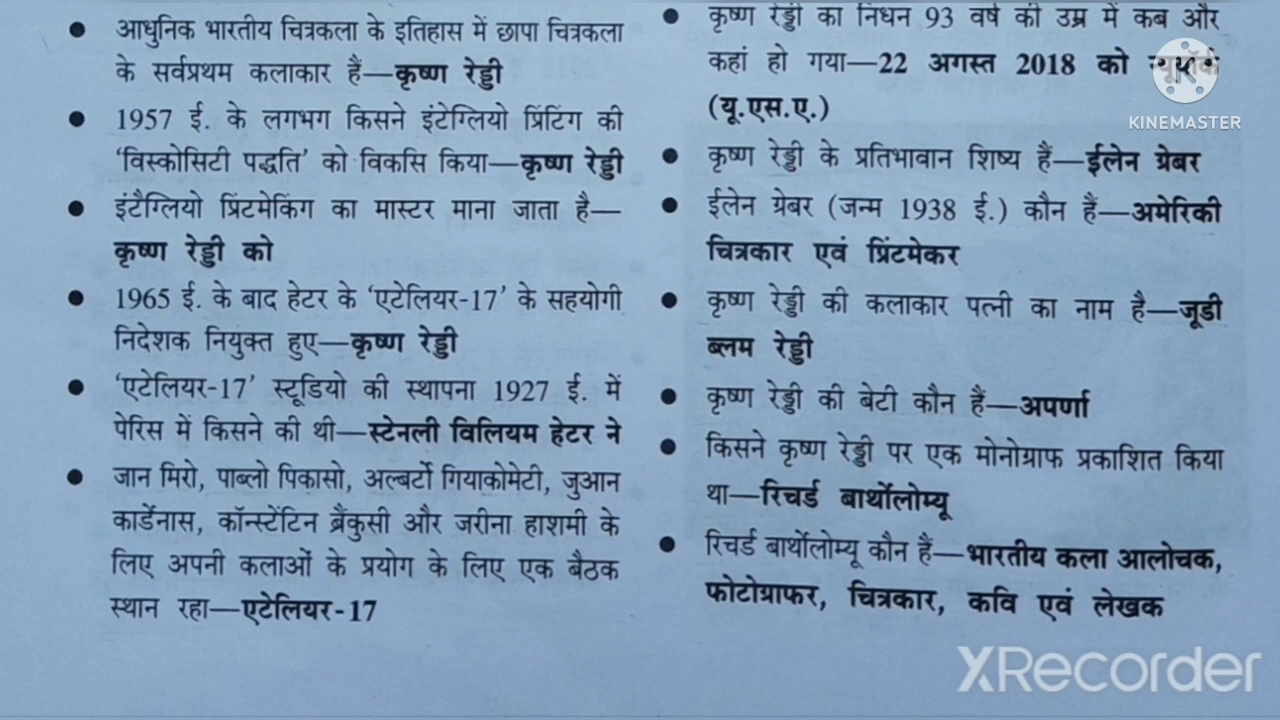 आधुनिक भारतीय चित्रकला के इतिहास में छापा चित्रकला
के सर्वप्रथम कलाकार हैं—कृष्ण रेड्डी
1957 ई. के लगभग किसने इंटेग्लियो प्रिंटिंग की
‘विस्कोसिटी पद्धति’ को विकसि किया—कृष्ण रेड्डी
इंटैग्लियो प्रिंटमेकिंग का मास्टर माना जाता है—
कृष्ण रेड्डी को
1965 ई. के बाद हेटर के ‘एटेलियर-17’ के सहयोगी
निदेशक नियुक्त हुए—कृष्ण रेड्डी
‘एटेलियर-17’ स्टूडियो की स्थापना 1927 ई. में
पेरिस में किसने की थी—स्टेनली विलियम हेटर ने
जान मिरो, पाब्लो पिकासो, अल्बर्टो गियाकोमेटी, जुआन
कार्डेनास, कॉन्स्टेंटिन ब्रैंकुसी और जरीना हाशमी के
लिए अपनी कलाओं के प्रयोग के लिए एक बैठक
स्थान रहा—एटेलियर-17
कृष्ण रेड्डी का निधन 93 वर्ष की उम्र में कब और
कहां हो गया—22 अगस्त 2018 को
(यू.एस.ए.)
कृष्ण रेड्डी के प्रतिभावान शिष्य हैं—ईलेन ग्रेबर
ईलेन ग्रेबर (जन्म 1938 ई.) कौन हैं—अमेरिकी
चित्रकार एवं प्रिंटमेकर
कृष्ण रेड्डी की कलाकार पत्नी का नाम है—जूडी
ब्लम रेड्डी
कृष्ण रेड्डी की बेटी कौन हैं—अपर्णा
किसने कृष्ण रेड्डी पर एक मोनोग्राफ प्रकाशित किया
था—रिचर्ड बार्थोलोम्यू
रिचर्ड बार्थोलोम्यू कौन हैं—भारतीय कला आलोचक,
फोटोग्राफर, चित्रकार, कवि एवं लेखक
K
KINEMASTER
XRecorder